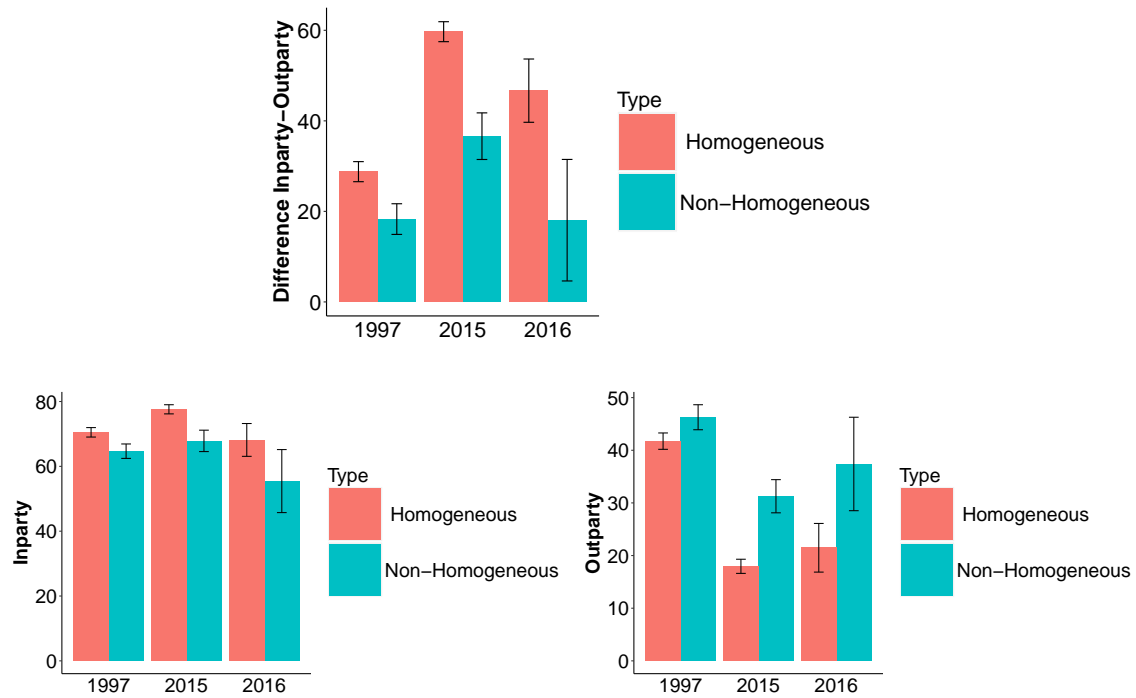 Difference Inparty−Outparty
60
40
20
0
1997 2015 2016
Type
Homogeneous
Non−Homogeneous
Inparty
80
60
40
20
0
1997 2015 2016
Type
Homogeneous
Non−Homogeneous
Outparty
50
40
30
20
10
0
1997 2015 2016
Type
Homogeneous
Non−Homogeneous